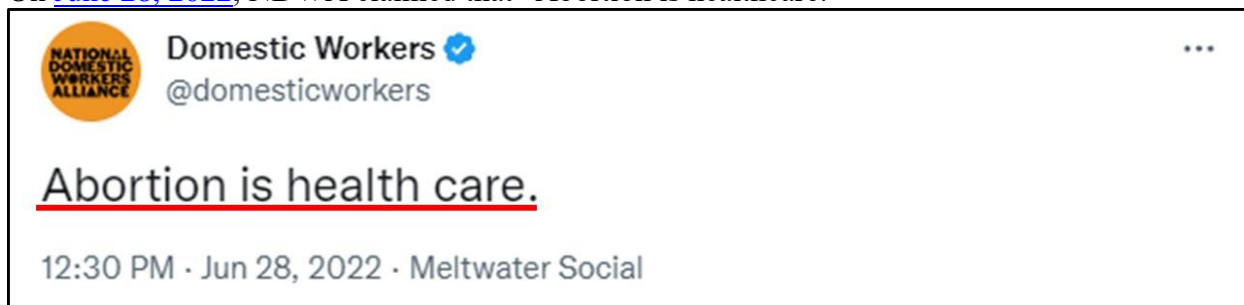 Domestic Workers
NATIONAL
DOMESTIC
WORKERS
ALLIANCE
@domesticworkers
Abortion is health care.
12:30 PM · Jun 28, 2022 · Meltwater Social